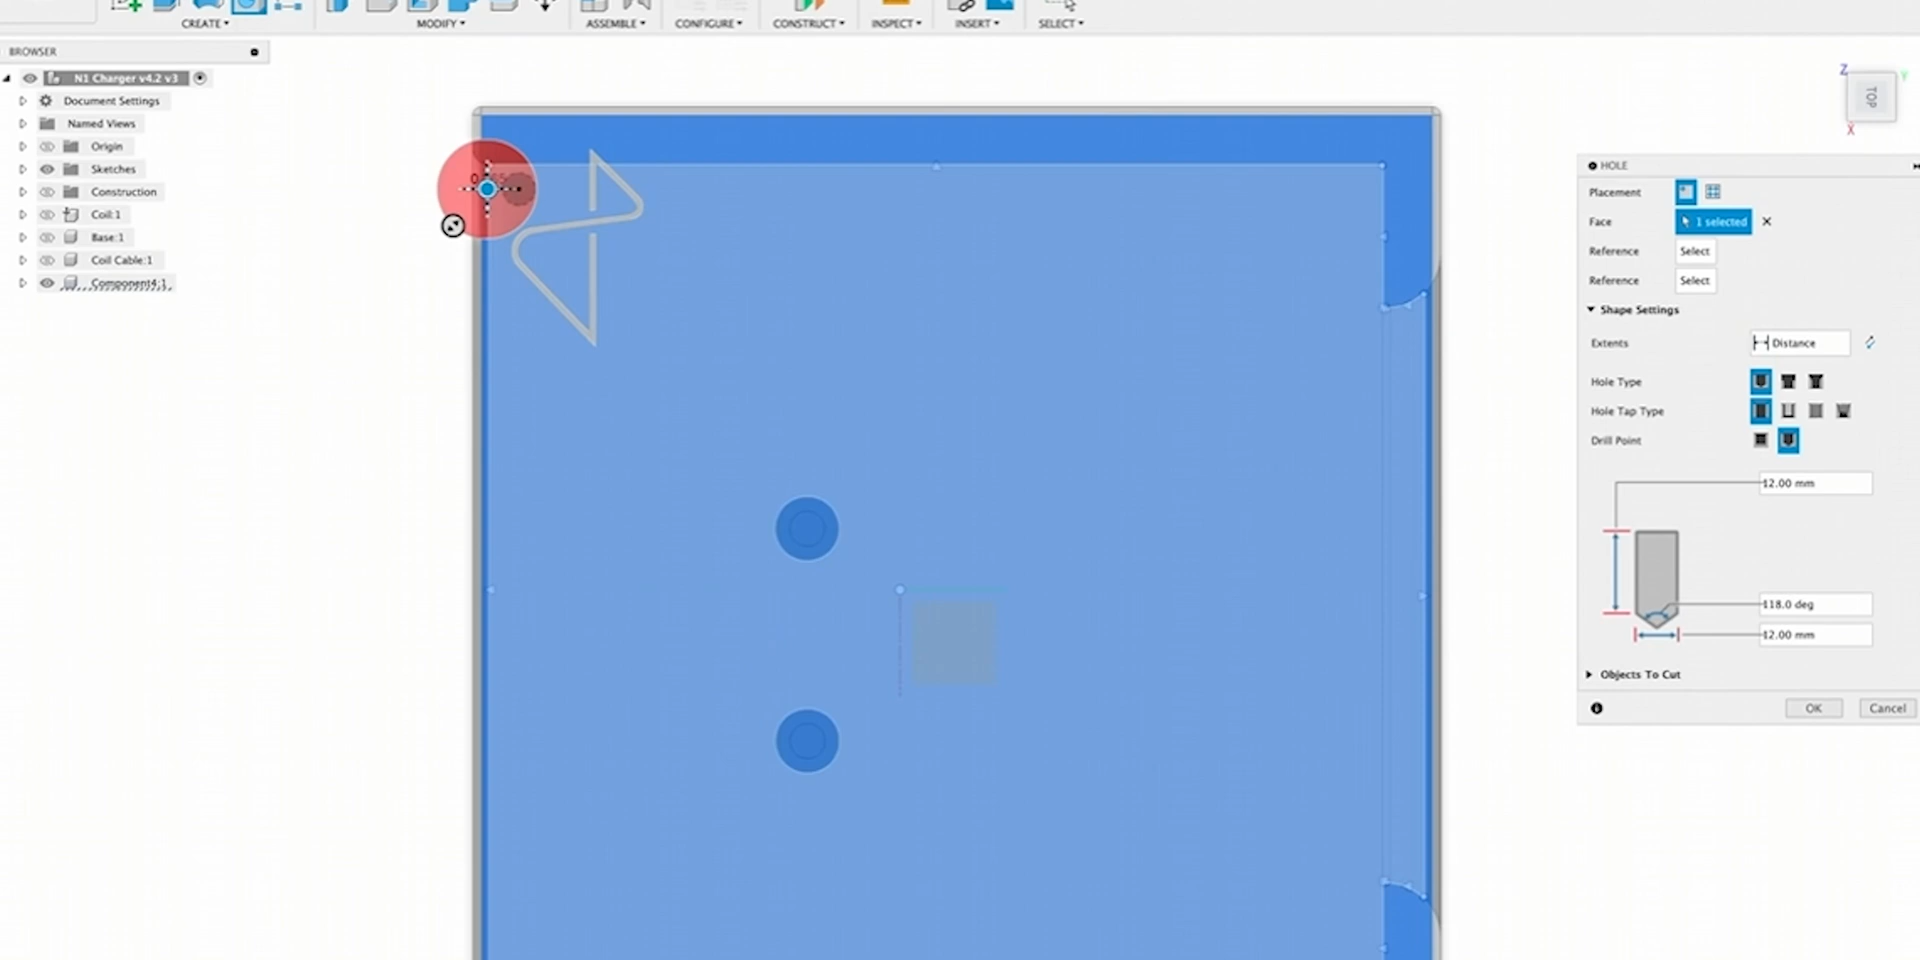 CREATE▾ MODIFY▾ ASSEMBLE▾ CONFIGURE▾ CONSTRUCT▾ INSPECT▾ INSERT▾ SELECT▾
BROWSER
N1 Charger v4.2 v3
Document Settings
Named Views
Origin
Sketches
Construction
Coil:1
Base:1
Coil Cable:1
Component4:1
Z
Y
TOP
X
HOLE
Placement
Face 1 selected
Reference Select
Reference Select
Shape Settings
Extents Distance
Hole Type
Hole Tap Type
Drill Point
12.00 mm
118.0 deg
12.00 mm
Objects To Cut
OK Cancel